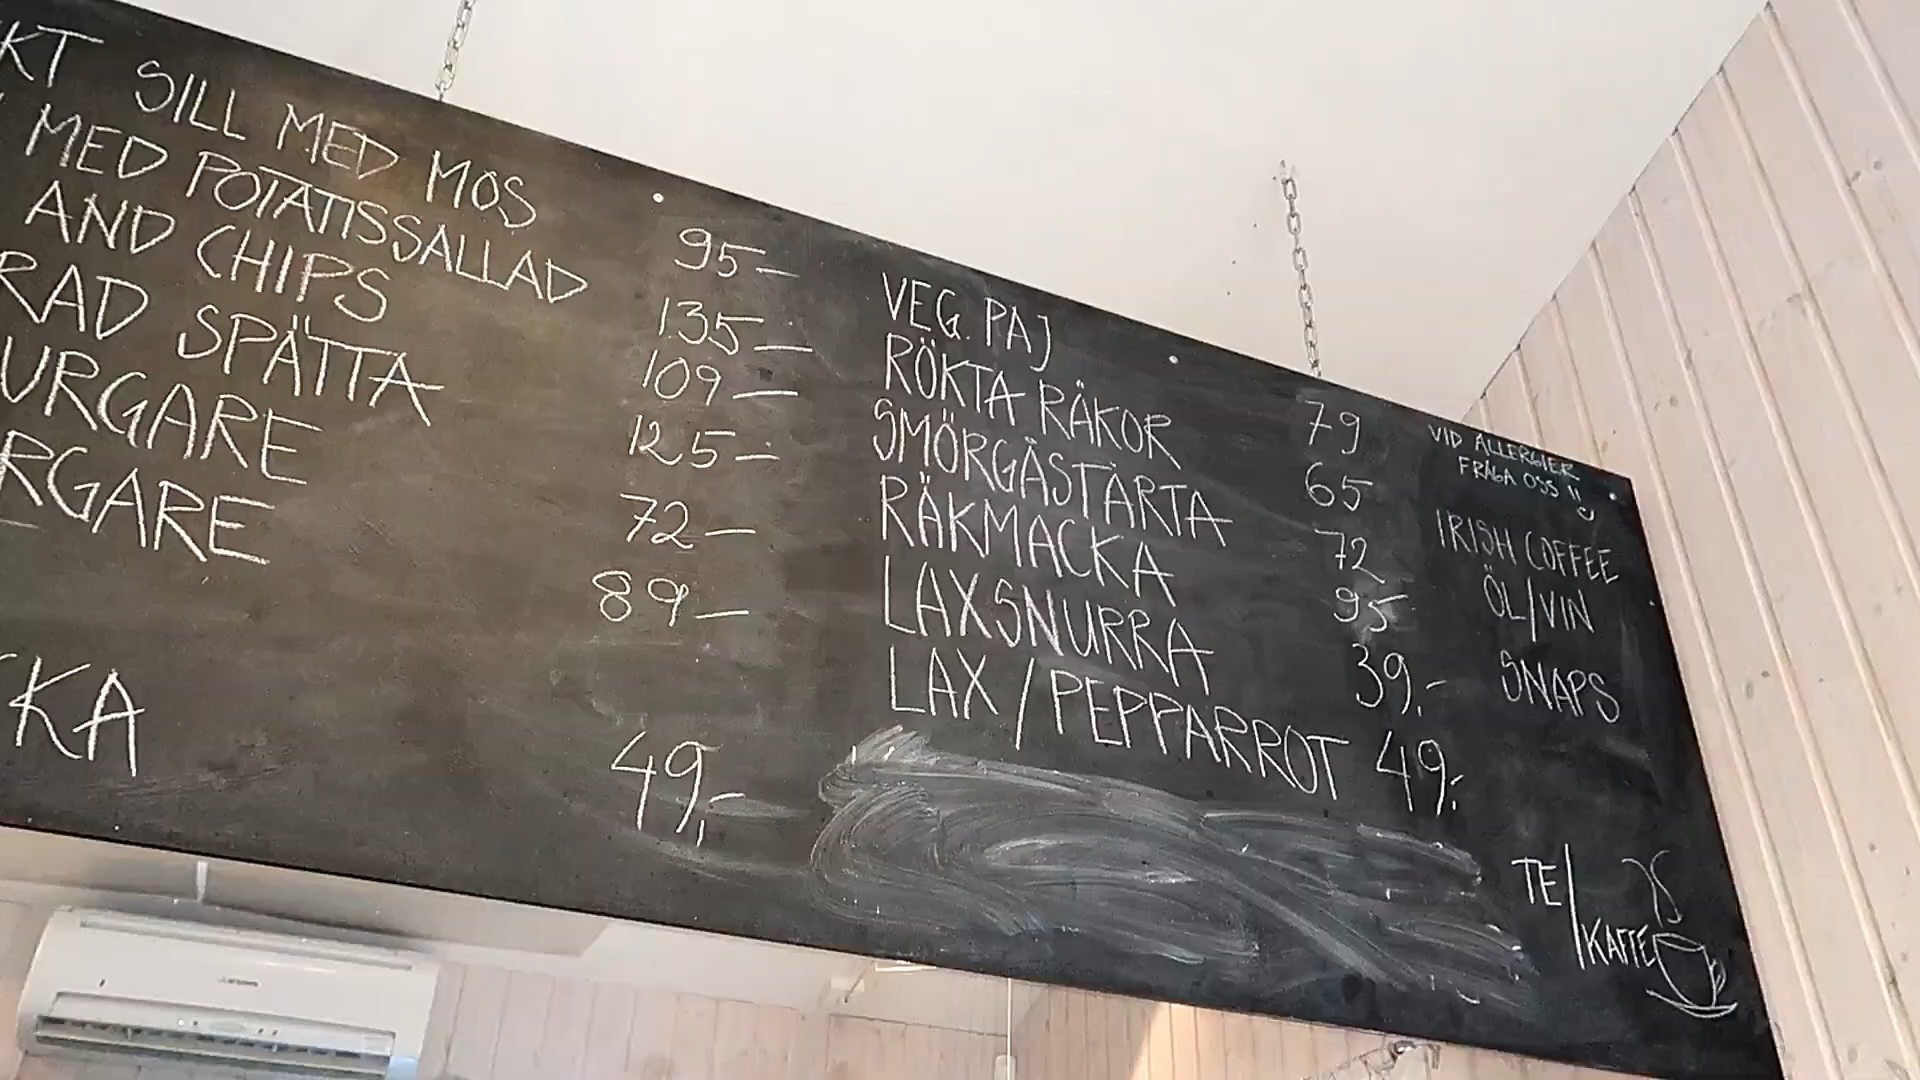 KT SILL MED MOS 95-
MED POTATISSALLAD 135-
AND CHIPS 109-
RAD SPÄTTA 125-
URGARE 72-
RGARE 89-
KA 49,-
VEG. PAJ 79
RÖKTA RÄKOR 65
SMÖRGÅSTÅRTA 72
RÄKMACKA 95
LAXSNURRA 39,-
LAX/PEPPARROT 49:-
VID ALLERGIER
FRÅGA OSS !!
IRISH COFFEE
ÖL/VIN
SNAPS
TE/
KAFFE